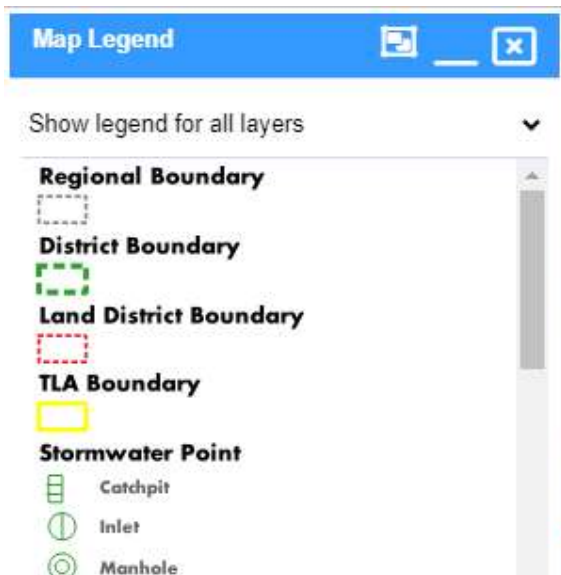 Map Legend
Show legend for all layers
Regional Boundary
District Boundary
Land District Boundary
TLA Boundary
Stormwater Point
Catchpit
Inlet
Manhole